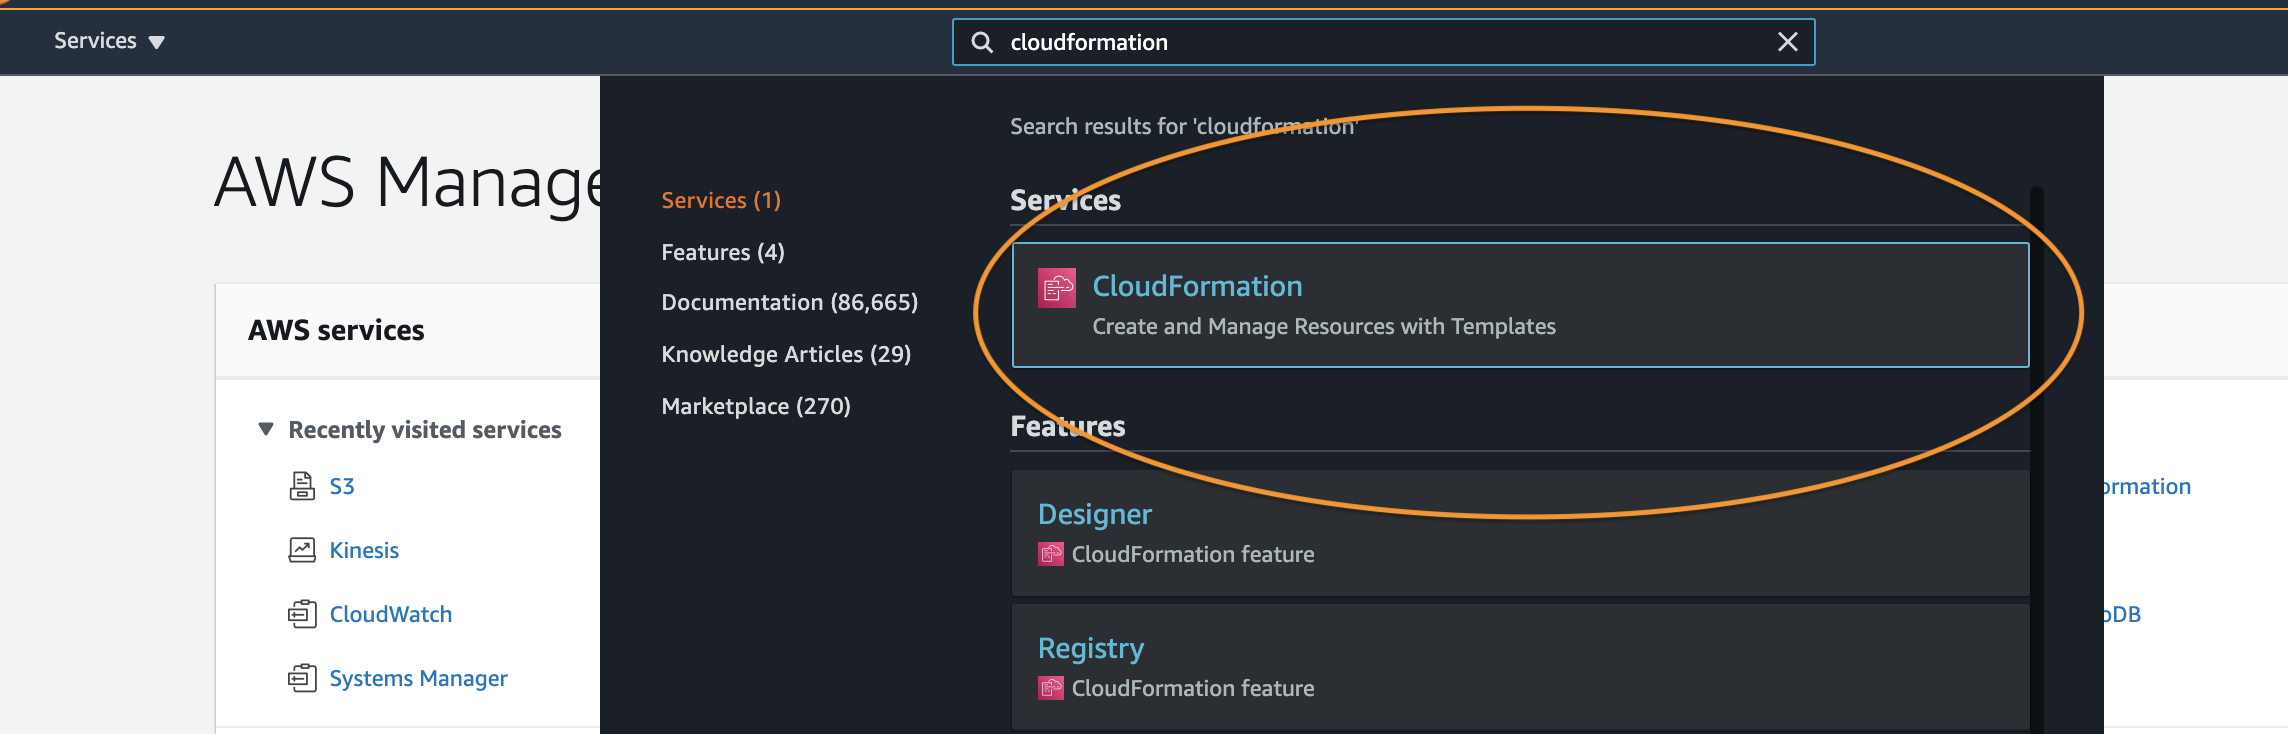 Services
cloudformation
AWS Manage
Search results for 'cloudformation'
Services (1)
Features (4)
Documentation (86,665)
Knowledge Articles (29)
Marketplace (270)
Services
CloudFormation
Create and Manage Resources with Templates
Features
Designer
CloudFormation feature
Registry
CloudFormation feature
AWS services
Recently visited services
S3
Kinesis
CloudWatch
Systems Manager
ormation
oDB